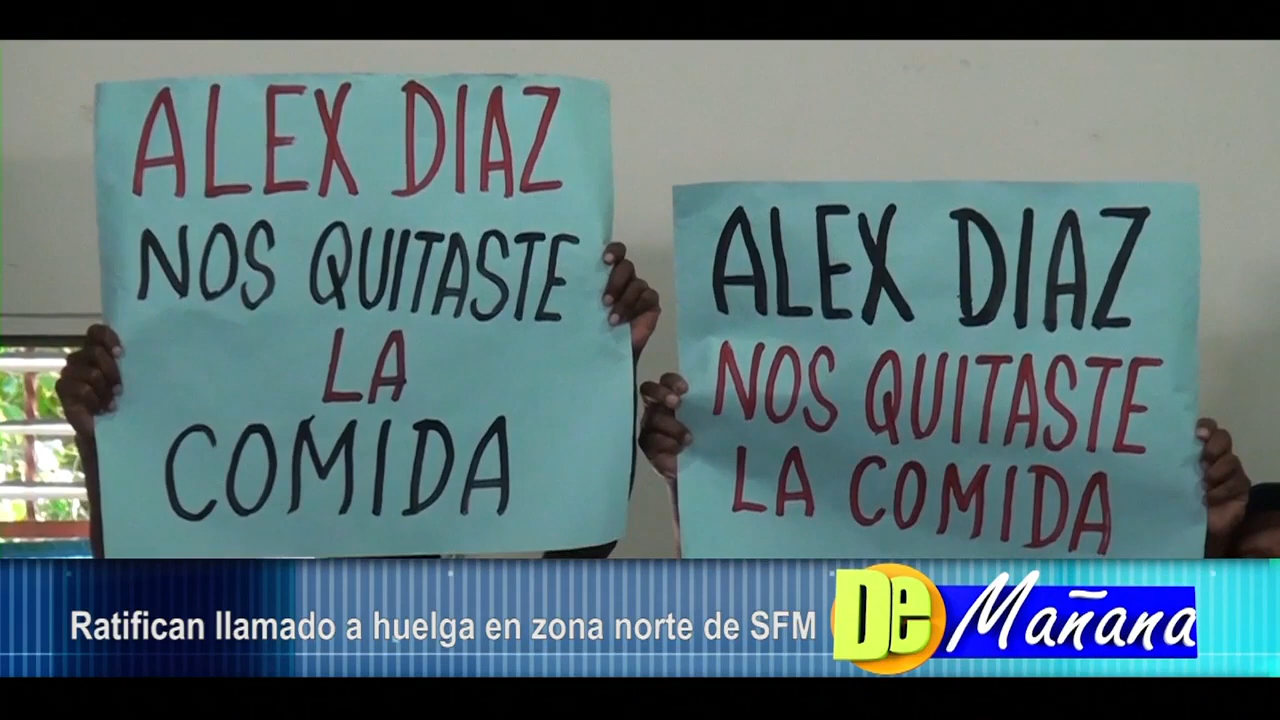 ALEX DIAZ
NOS QUITASTE
LA
COMIDA
ALEX DIAZ
NOS QUITASTE
LA COMIDA
Ratifican llamado a huelga en zona norte de SFM
De Mañana